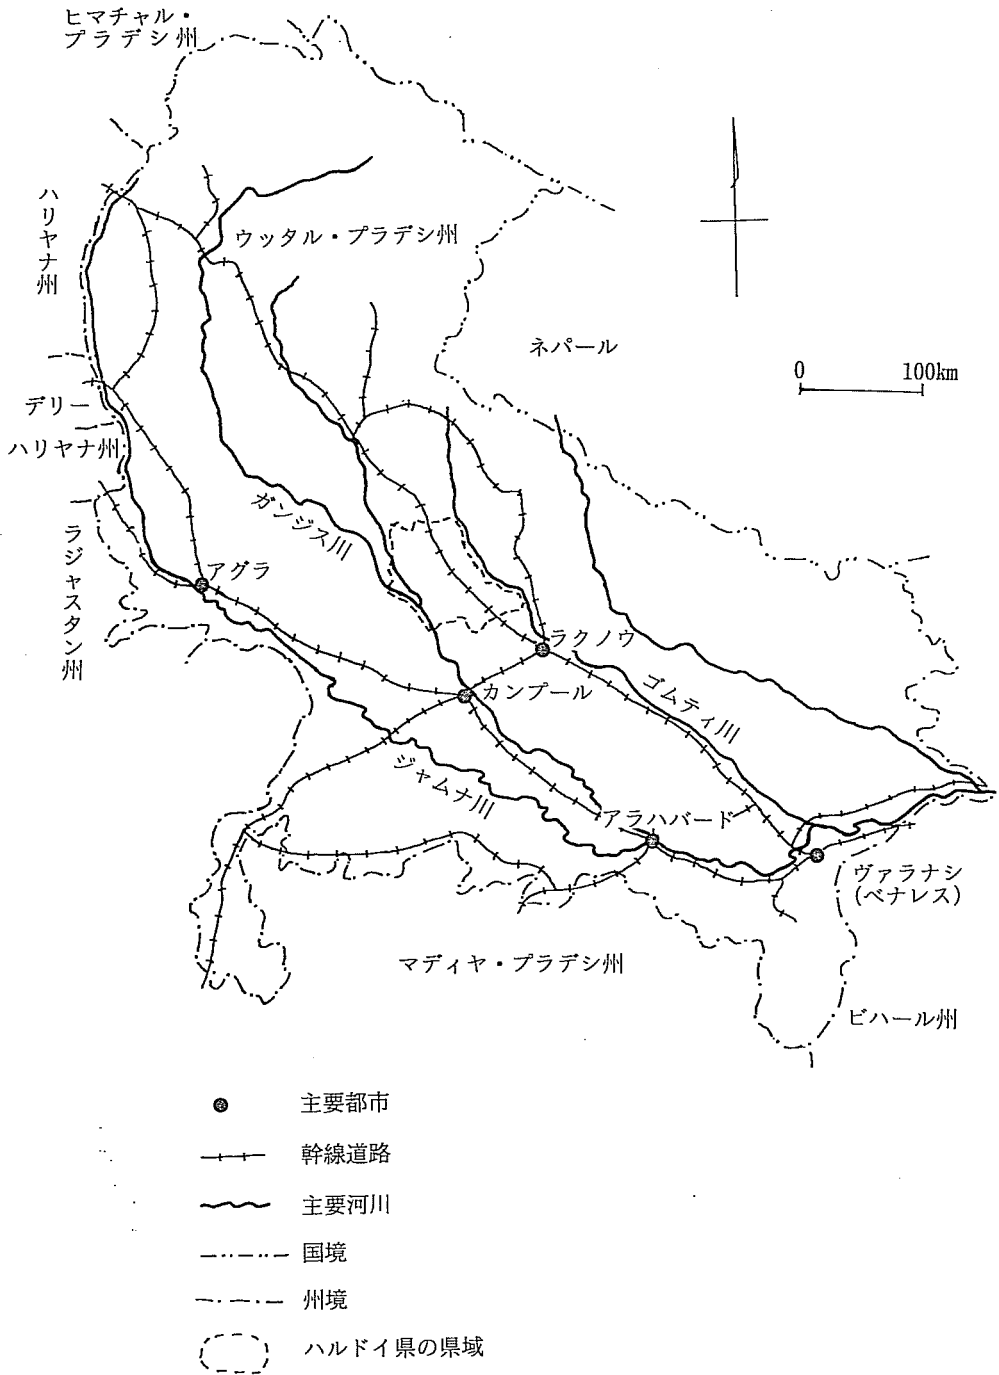 ヒマチャル・
プラデシ州
ハリヤナ州
ウッタル・プラデシ州
ネパール
0 100km
デリー
ハリヤナ州
ラジャスタン州
ガンジス川
アグラ
ラクノウ
カンプール
ゴムティ川
ジャムナ川
アラハバード
ヴァラナシ
(ベナレス)
マディヤ・プラデシ州
ビハール州
主要都市
幹線道路
主要河川
国境
州境
ハルドイ県の県域